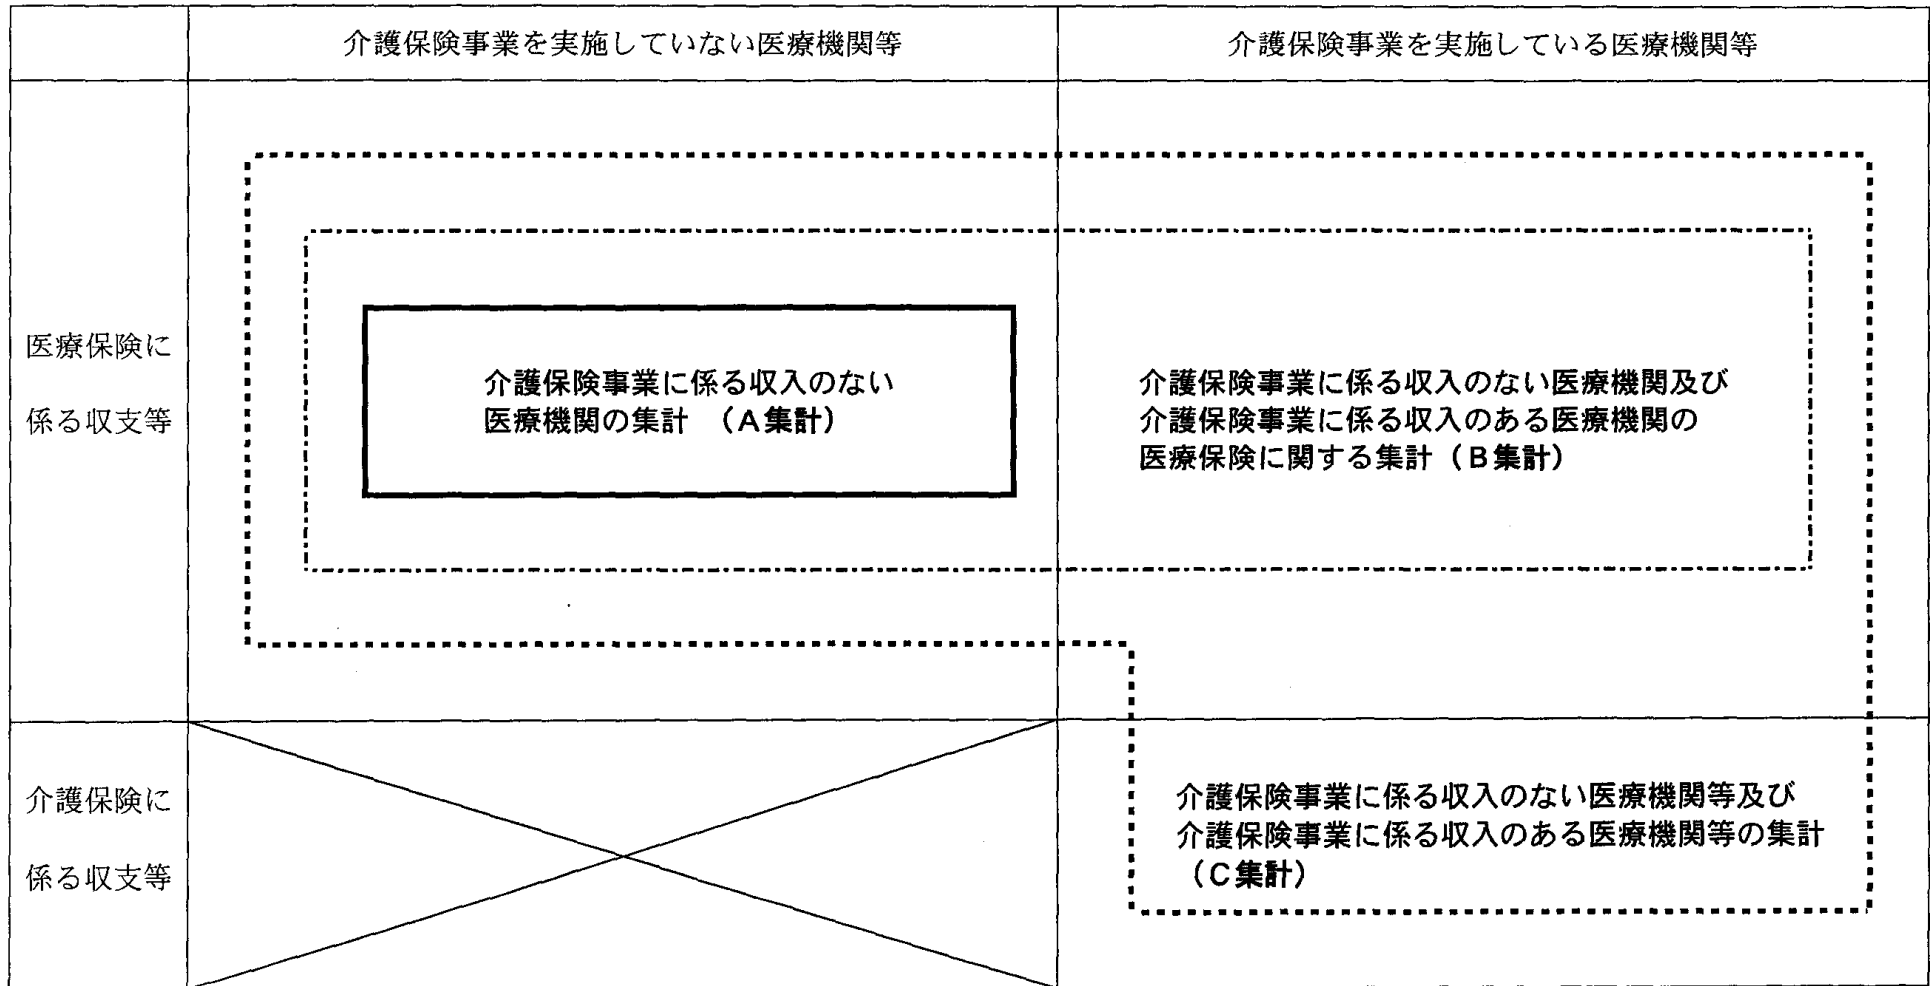 介護保険事業を実施していない医療機関等
介護保険事業を実施している医療機関等
医療保険に
係る収支等
介護保険事業に係る収入のない
医療機関の集計 （A集計）
介護保険事業に係る収入のない医療機関及び
介護保険事業に係る収入のある医療機関の
医療保険に関する集計（B集計）
介護保険に
係る収支等
介護保険事業に係る収入のない医療機関等及び
介護保険事業に係る収入のある医療機関等の集計
（C集計）